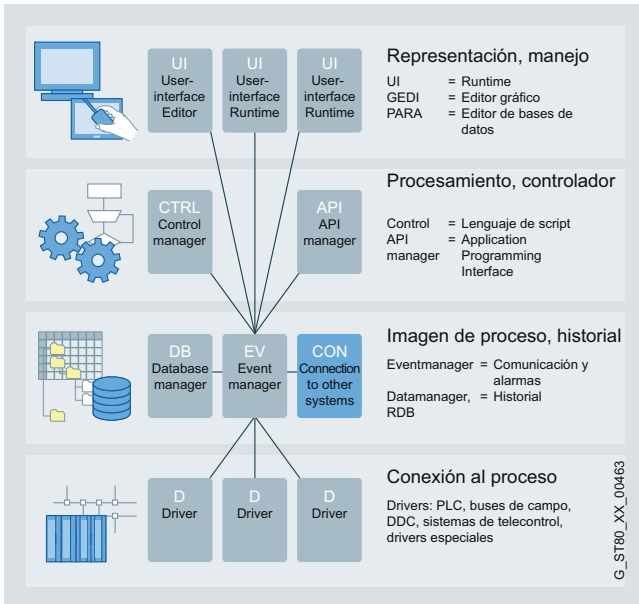 UI
User-
interface
Editor
UI
User-
interface
Runtime
UI
User-
interface
Runtime
Representación, manejo
UI = Runtime
GEDI = Editor gráfico
PARA = Editor de bases de
datos
CTRL
Control
manager
API
API
manager
Procesamiento, controlador
Control = Lenguaje de script
API = Application
manager Programming
Interface
DB
Database
manager
EV
Event
manager
CON
Connection
to other
systems
Imagen de proceso, historial
Eventmanager = Comunicación y
alarmas
Datamanager, = Historial
RDB
D
Driver
D
Driver
D
Driver
Conexión al proceso
Drivers: PLC, buses de campo,
DDC, sistemas de telecontrol,
drivers especiales
G_ST80_XX_00463